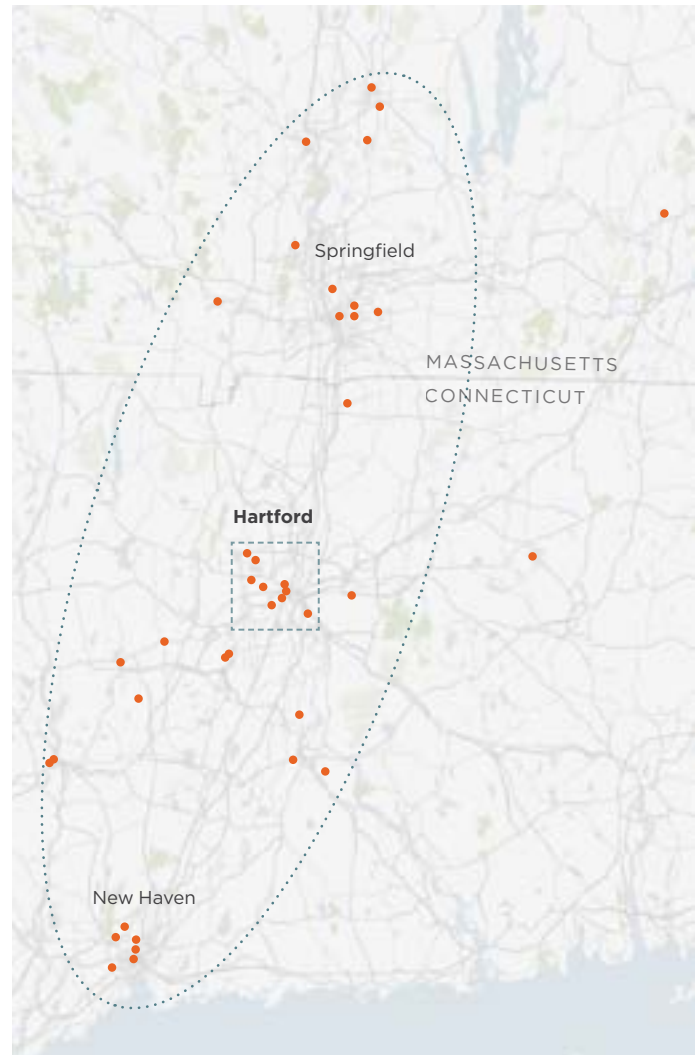 Springfield
MASSACHUSETTS
CONNECTICUT
Hartford
New Haven